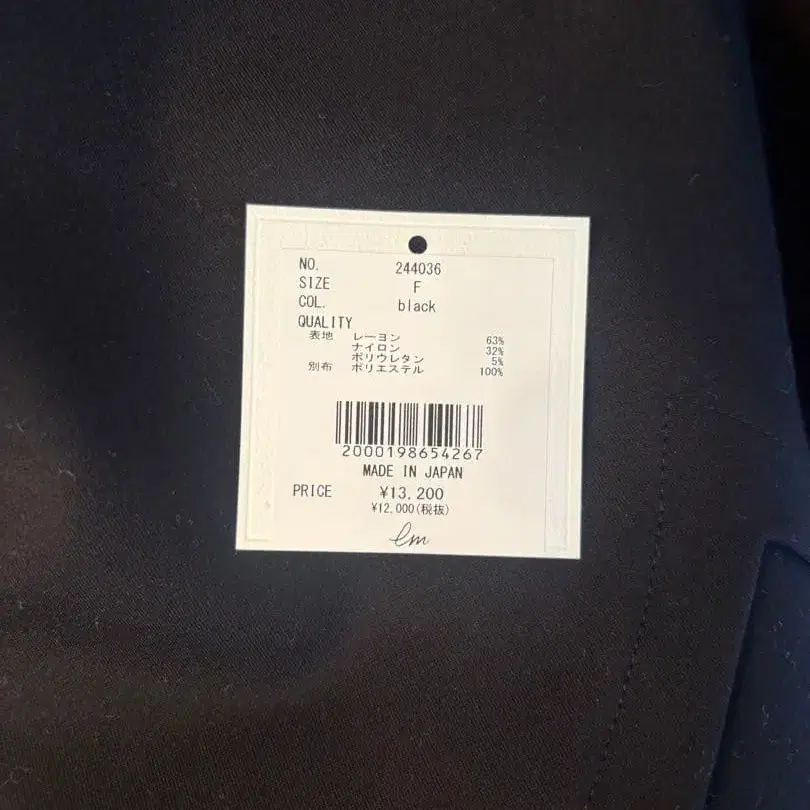 NO. 244036
SIZE F
COL. black
QUALITY
表地 レーヨン 63%
ナイロン 32%
ポリウレタン 5%
別布 ポリエステル 100%
2000198654267
MADE IN JAPAN
PRICE ¥13,200
¥12,000(税抜)
lm